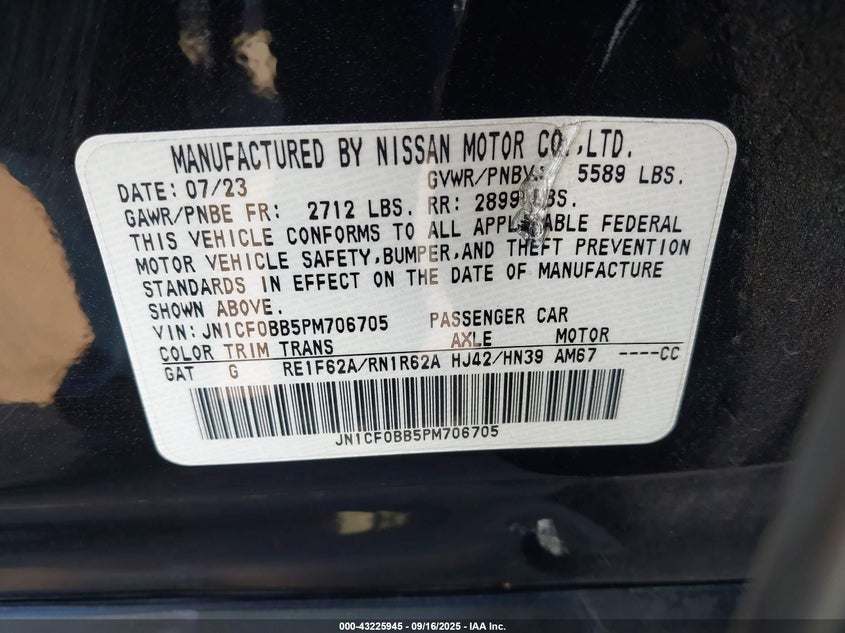 MANUFACTURED BY NISSAN MOTOR CO.,LTD.
DATE: 07/23 GVWR/PNBV: 5589 LBS.
GAWR/PNBE FR: 2712 LBS. RR: 2899 LBS.
THIS VEHICLE CONFORMS TO ALL APPLICABLE FEDERAL
MOTOR VEHICLE SAFETY,BUMPER,AND THEFT PREVENTION
STANDARDS IN EFFECT ON THE DATE OF MANUFACTURE
SHOWN ABOVE.
VIN: JN1CF0BB5PM706705 PASSENGER CAR
COLOR TRIM TRANS AXLE MOTOR
GAT G RE1F62A/RN1R62A HJ42/HN39 AM67 ----CC
JN1CF0BB5PM706705
000-43225945 - 09/16/2025 - IAA Inc.